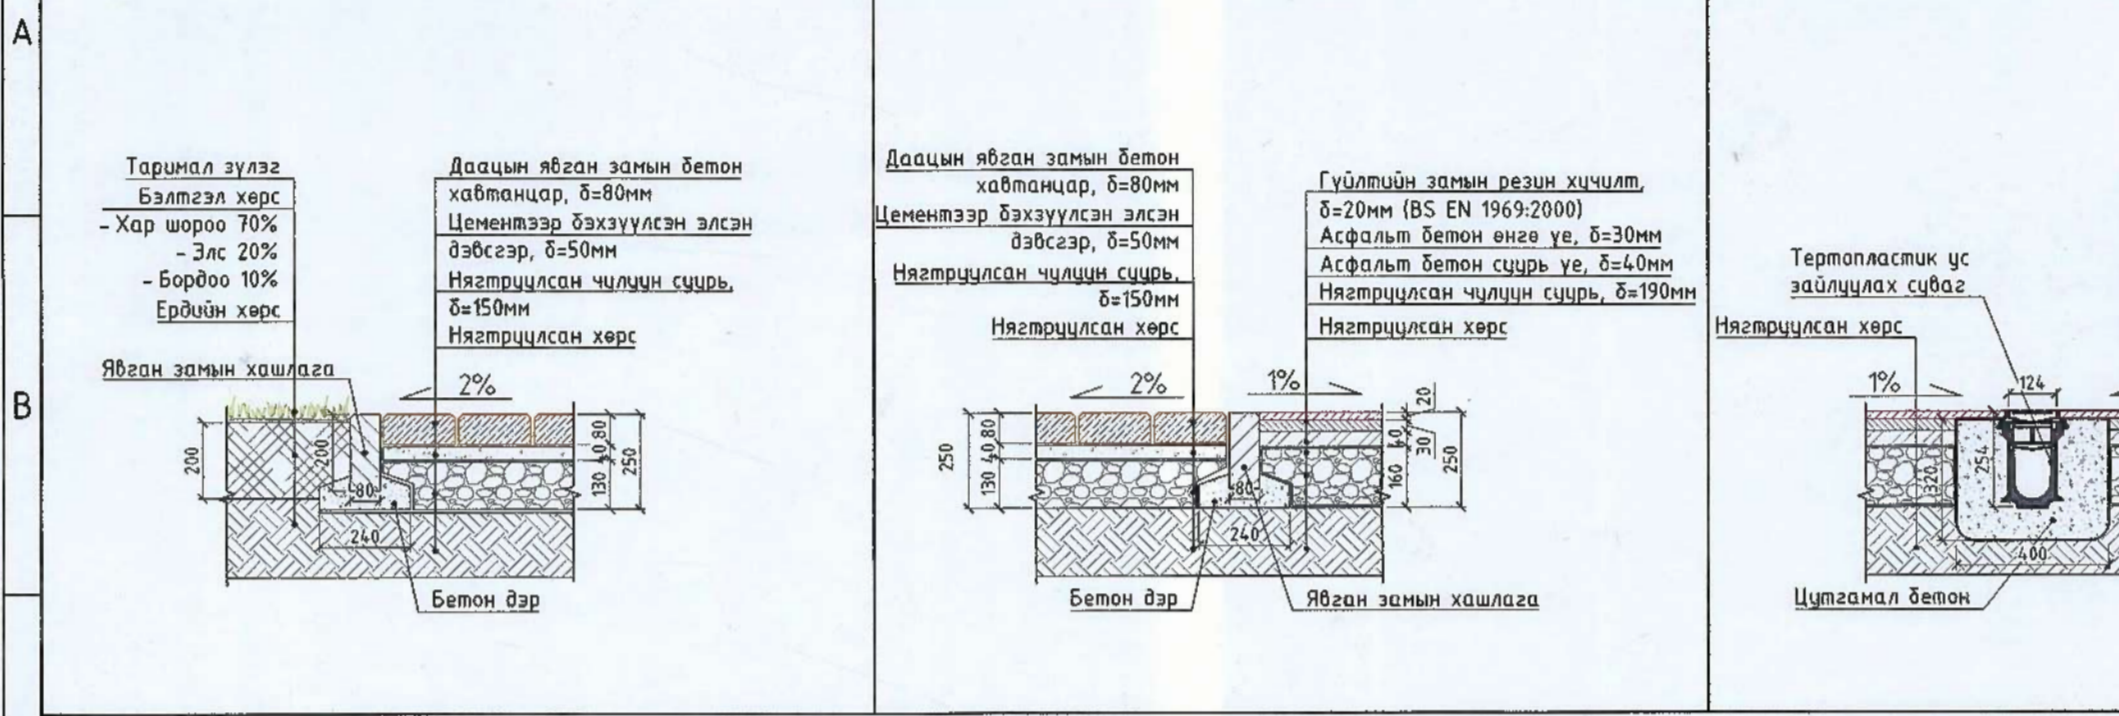 A
B
Таримал зүлэг
Бэлтгэл хөрс
- Хар шороо 70%
- Элс 20%
- Бордоо 10%
Ердийн хөрс
Явган замын хашлага
Даацын явган замын бетон
хавтанцар, δ=80мм
Цементээр бэхзүүлсэн элсэн
дэвсгэр, δ=50мм
Нягтруулсан чулуун суурь,
δ=150мм
Нягтруулсан хөрс
2%
200
200
80
240
80
40
130
250
Бетон дэр
Даацын явган замын бетон
хавтанцар, δ=80мм
Цементээр бэхзүүлсэн элсэн
дэвсгэр, δ=50мм
Нягтруулсан чулуун суурь,
δ=150мм
Нягтруулсан хөрс
Гүйлтийн замын резин хучилт,
δ=20мм (BS EN 1969:2000)
Асфальт бетон өнгө үе, δ=30мм
Асфальт бетон суурь үе, δ=40мм
Нягтруулсан чулуун суурь, δ=190мм
Нягтруулсан хөрс
2%
1%
250
80
40
130
80
240
20
40
30
160
250
Бетон дэр
Явган замын хашлага
Тертопластик ус
зайлуулах суваг
Нягтруулсан хөрс
1%
124
254
320
400
Цутгамал бетон